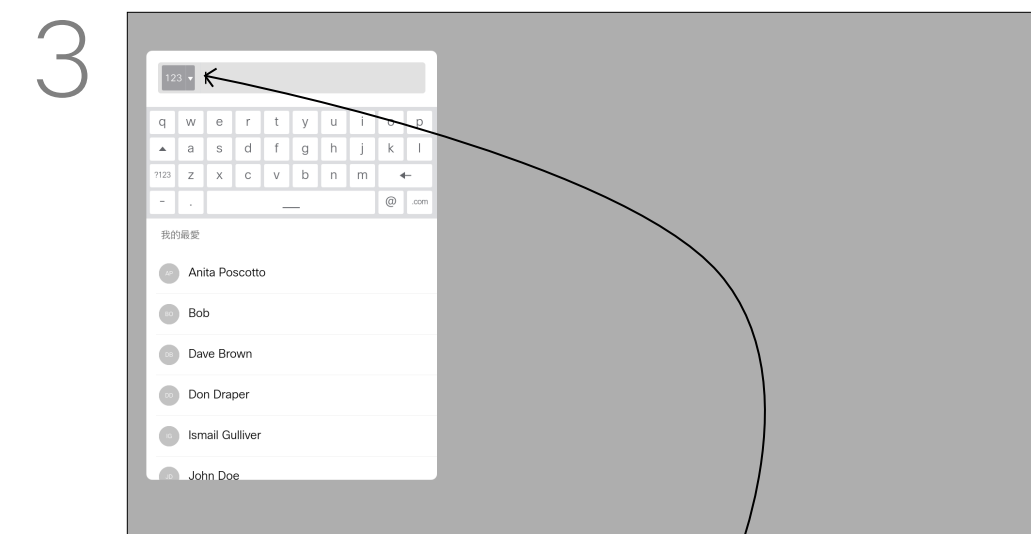 3
123
q w e r t y u i o p
a s d f g h j k l
?123 z x c v b n m
- . @ .com
我的最愛
AP Anita Poscotto
Bob
Dave Brown
Don Draper
Ismail Gulliver
John Doe